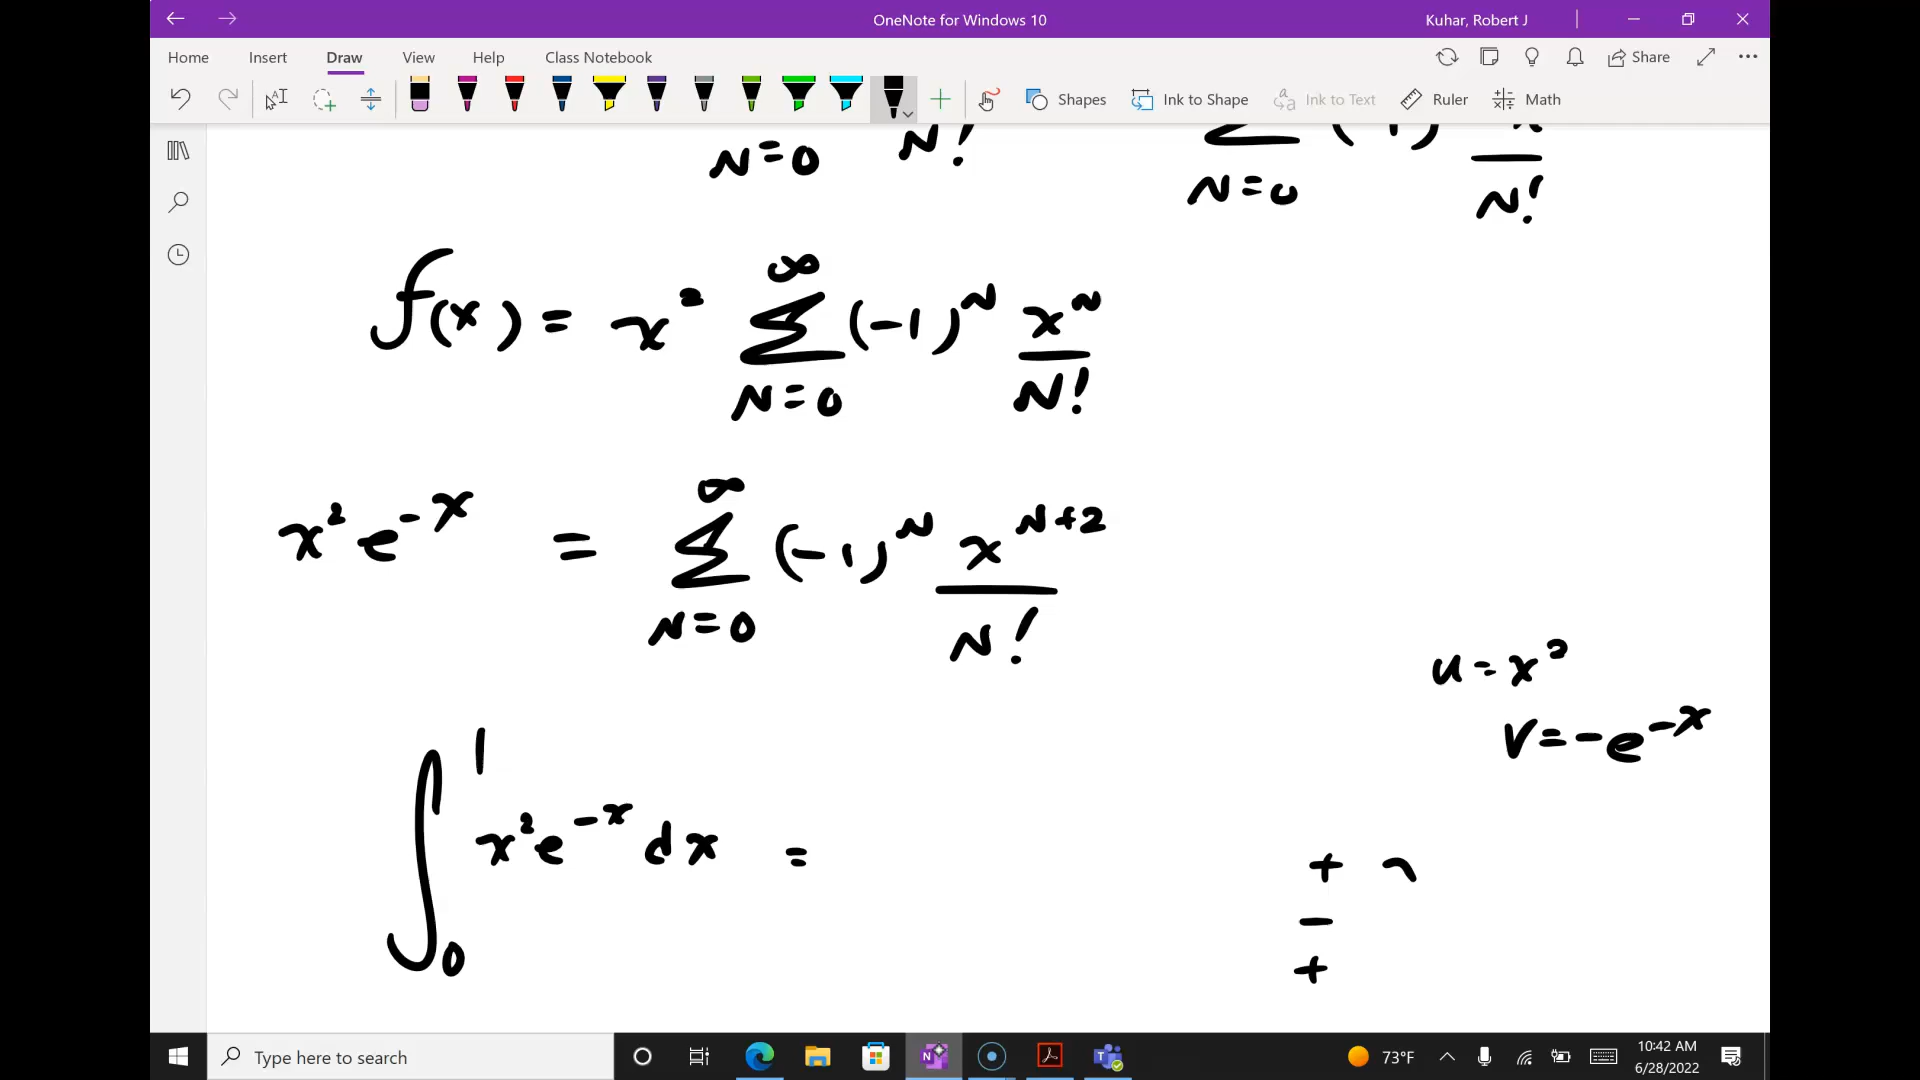 OneNote for Windows 10
Kuhar, Robert J
Home Insert Draw View Help Class Notebook
Share
Shapes Ink to Shape Ink to Text Ruler Math
N=0 N!
N=0 N!
f(x) = x² ∑ (-1)^N x^N / N!
∞
N=0
x² e^-x = ∑ (-1)^N x^N+2 / N!
∞
N=0
u = x²
v = -e^-x
∫₀¹ x² e^-x dx =
+
-
+
Type here to search
73°F
10:42 AM
6/28/2022